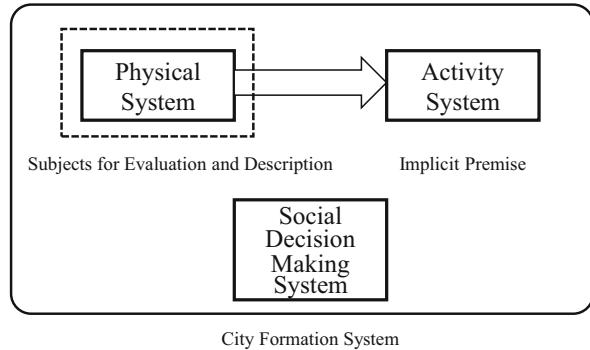 Physical
System
Activity
System
Subjects for Evaluation and Description
Implicit Premise
Social
Decision
Making
System
City Formation System